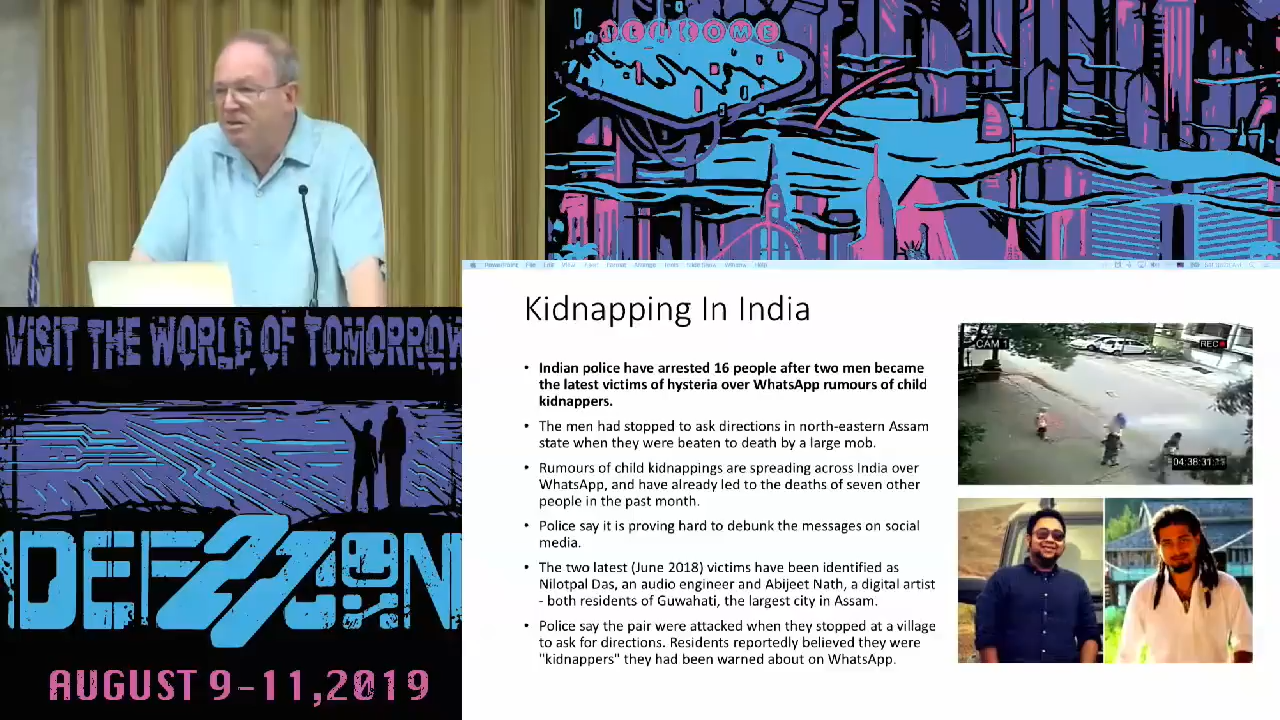 WELCOME
VISIT THE WORLD OF TOMORROW
DEFCON
27
AUGUST 9-11,2019
Kidnapping In India
• Indian police have arrested 16 people after two men became
the latest victims of hysteria over WhatsApp rumours of child
kidnappers.
• The men had stopped to ask directions in north-eastern Assam
state when they were beaten to death by a large mob.
• Rumours of child kidnappings are spreading across India over
WhatsApp, and have already led to the deaths of seven other
people in the past month.
• Police say it is proving hard to debunk the messages on social
media.
• The two latest (June 2018) victims have been identified as
Nilotpal Das, an audio engineer and Abijeet Nath, a digital artist
- both residents of Guwahati, the largest city in Assam.
• Police say the pair were attacked when they stopped at a village
to ask for directions. Residents reportedly believed they were
"kidnappers" they had been warned about on WhatsApp.
CAM 1
REC